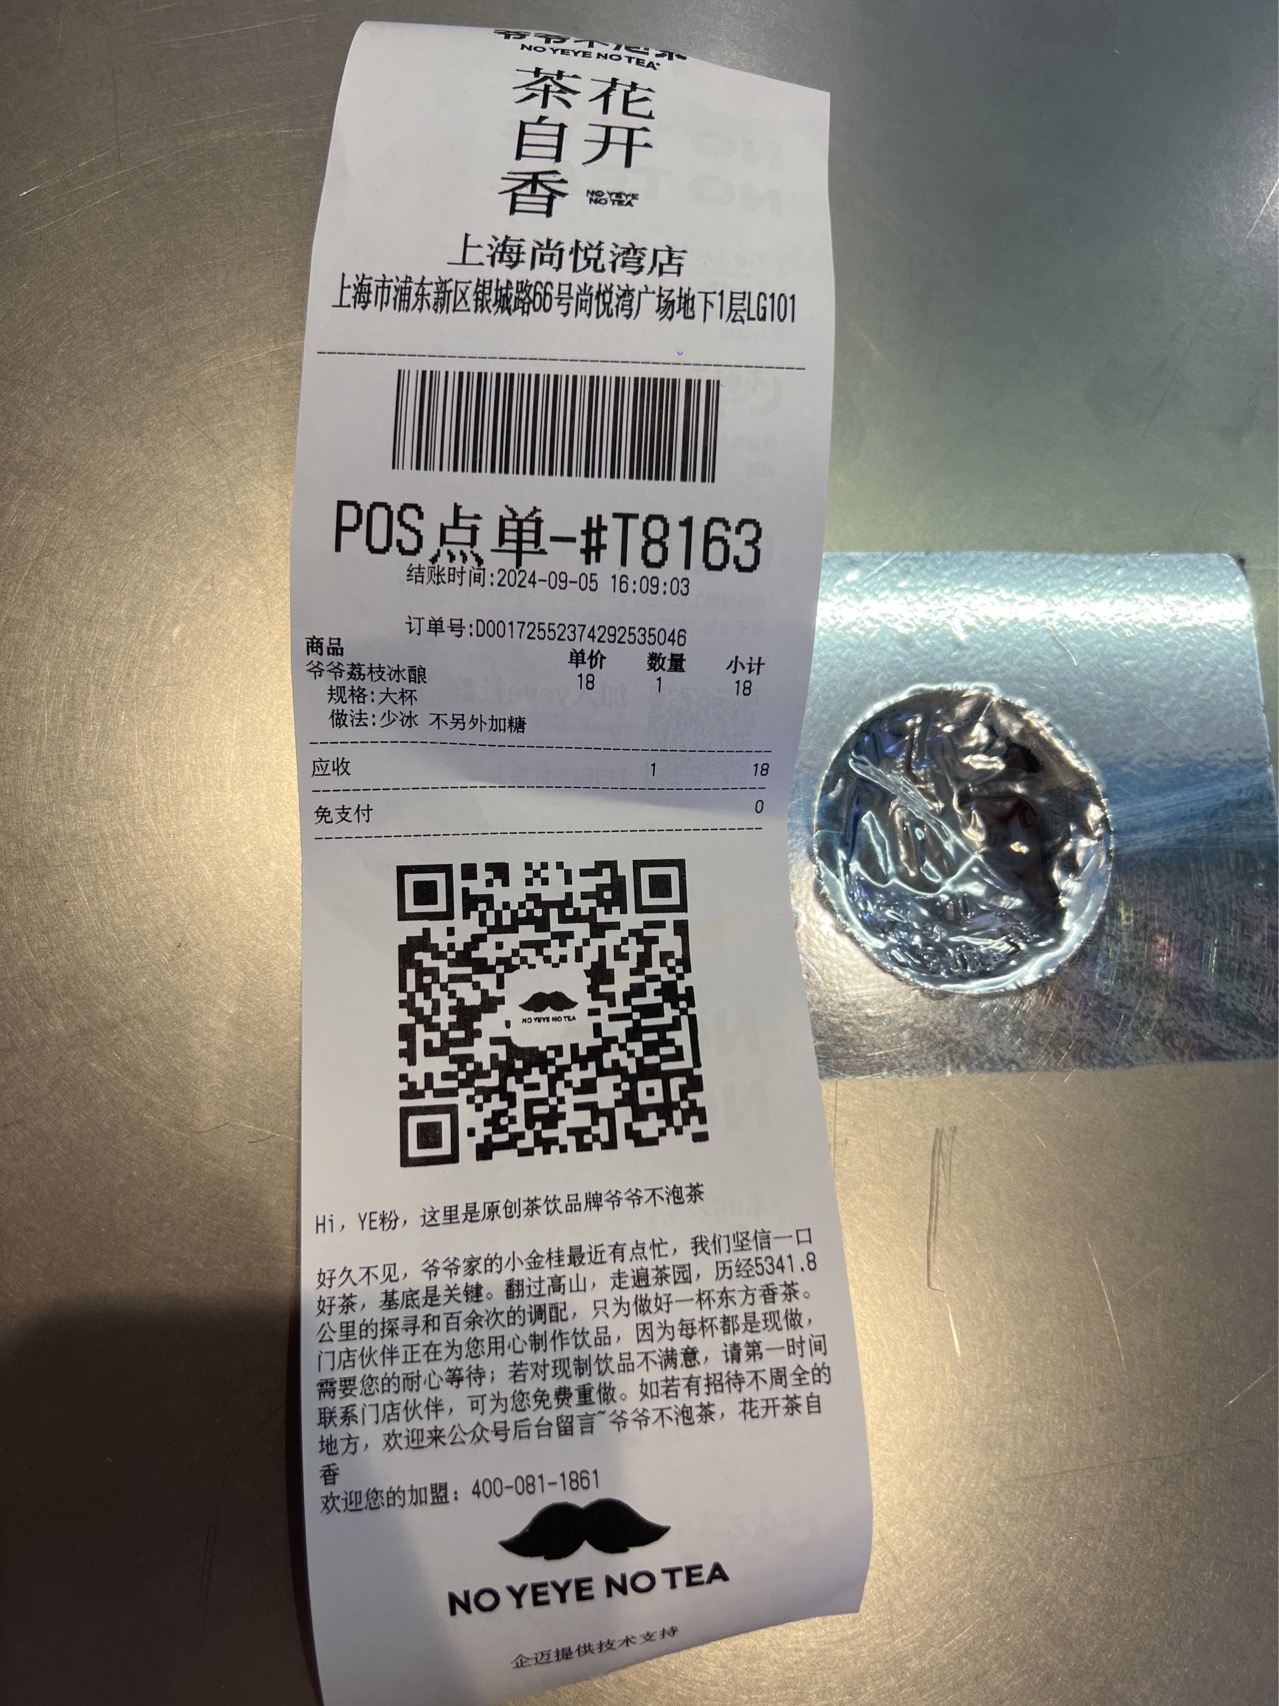 爷爷不泡茶
NO YEYE NO TEA
茶花
自开
香 NO YEYE NO TEA
上海尚悦湾店
上海市浦东新区银城路66号尚悦湾广场地下1层LG101
POS点单-#T8163
结账时间:2024-09-05 16:09:03
订单号:D00172552374292535046
商品 单价 数量 小计
爷爷荔枝冰酿 18 1 18
规格:大杯
做法:少冰 不另外加糖
应收 1 18
免支付 0
NO YEYE NO TEA
Hi，YE粉，这里是原创茶饮品牌爷爷不泡茶
好久不见，爷爷家的小金桂最近有点忙，我们坚信一口
好茶，基底是关键。翻过高山，走遍茶园，历经5341.8
公里的探寻和百余次的调配，只为做好一杯东方香茶。
门店伙伴正在为您用心制作饮品，因为每杯都是现做，
需要您的耐心等待；若对现制饮品不满意，请第一时间
联系门店伙伴，可为您免费重做。如若有招待不周全的
地方，欢迎来公众号后台留言~爷爷不泡茶，花开茶自
香
欢迎您的加盟：400-081-1861
NO YEYE NO TEA
企迈提供技术支持